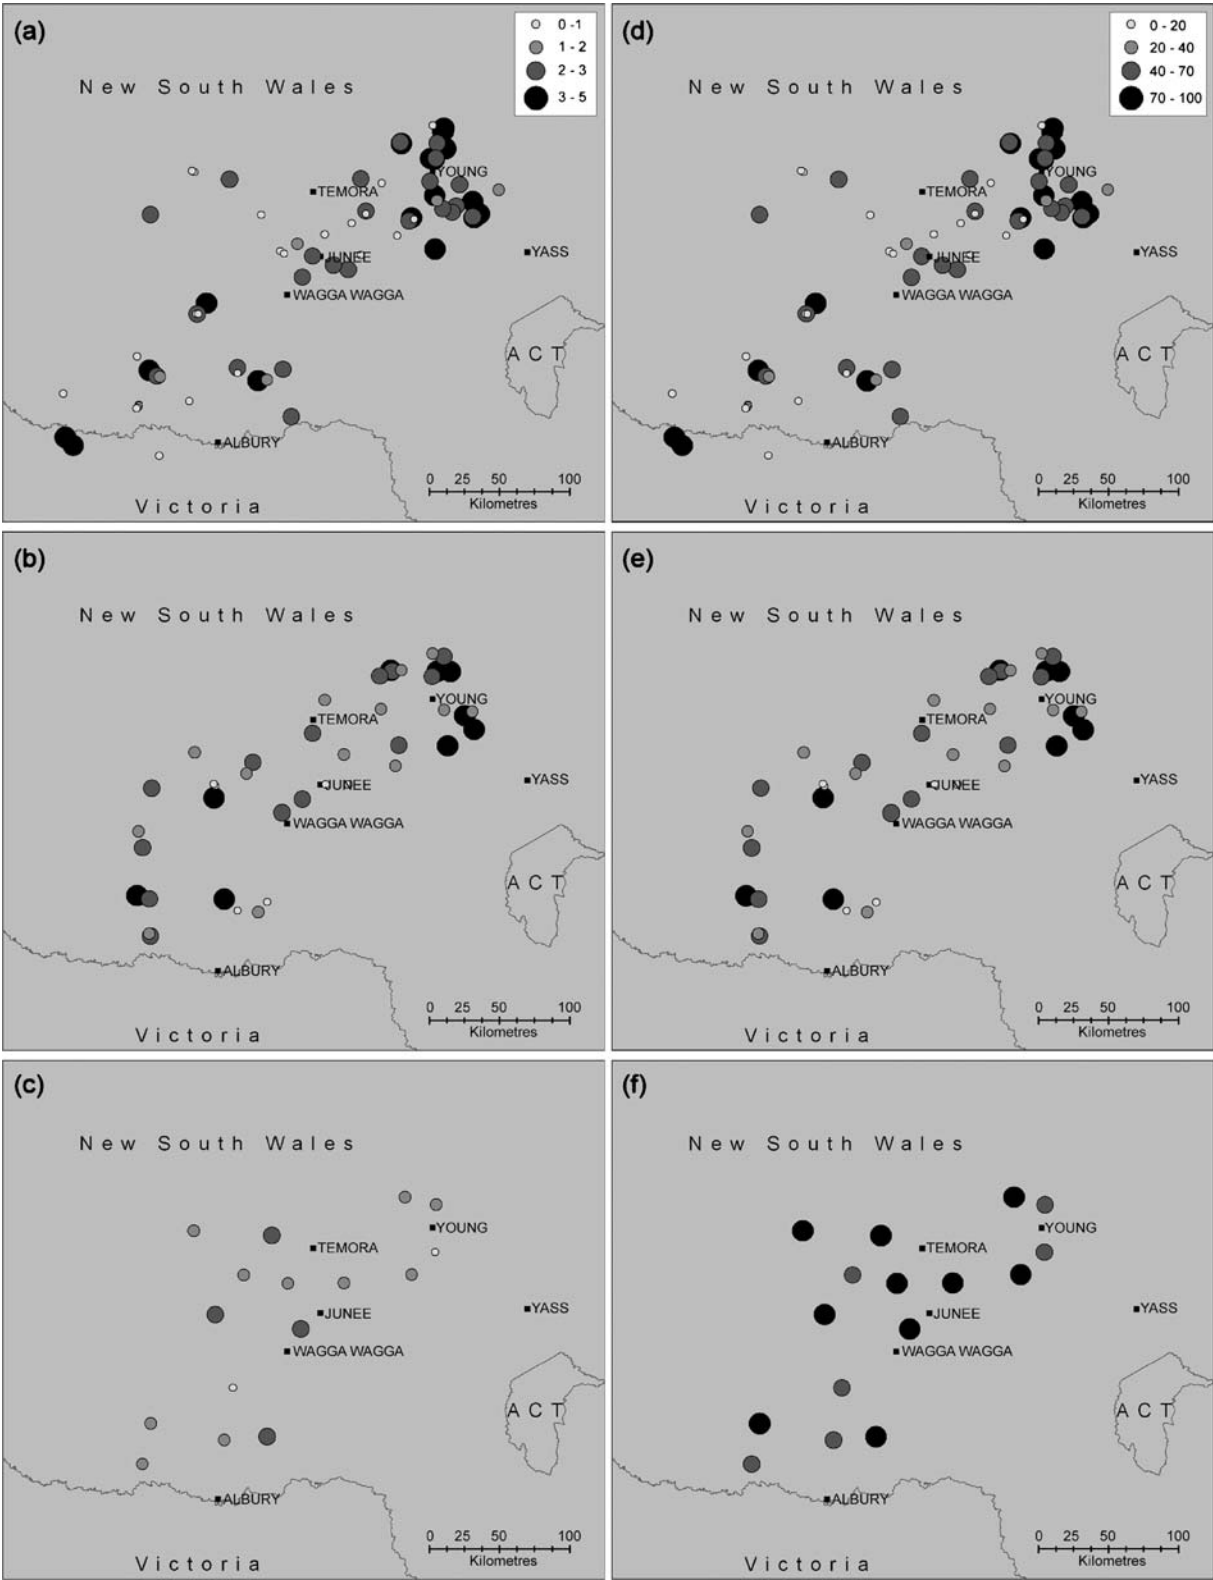 (a)
0 - 1
1 - 2
2 - 3
3 - 5
New South Wales
YOUNG
TEMORA
YASS
JUNEE
WAGGA WAGGA
ACT
ALBURY
0 25 50 100
Kilometres
Victoria
(d)
0 - 20
20 - 40
40 - 70
70 - 100
New South Wales
YOUNG
TEMORA
YASS
JUNEE
WAGGA WAGGA
ACT
ALBURY
0 25 50 100
Kilometres
Victoria
(b)
New South Wales
YOUNG
TEMORA
YASS
JUNEE
WAGGA WAGGA
ACT
ALBURY
0 25 50 100
Kilometres
Victoria
(e)
New South Wales
YOUNG
TEMORA
YASS
JUNEE
WAGGA WAGGA
ACT
ALBURY
0 25 50 100
Kilometres
Victoria
(c)
New South Wales
YOUNG
TEMORA
YASS
JUNEE
WAGGA WAGGA
ACT
ALBURY
0 25 50 100
Kilometres
Victoria
(f)
New South Wales
YOUNG
TEMORA
YASS
JUNEE
WAGGA WAGGA
ACT
ALBURY
0 25 50 100
Kilometres
Victoria